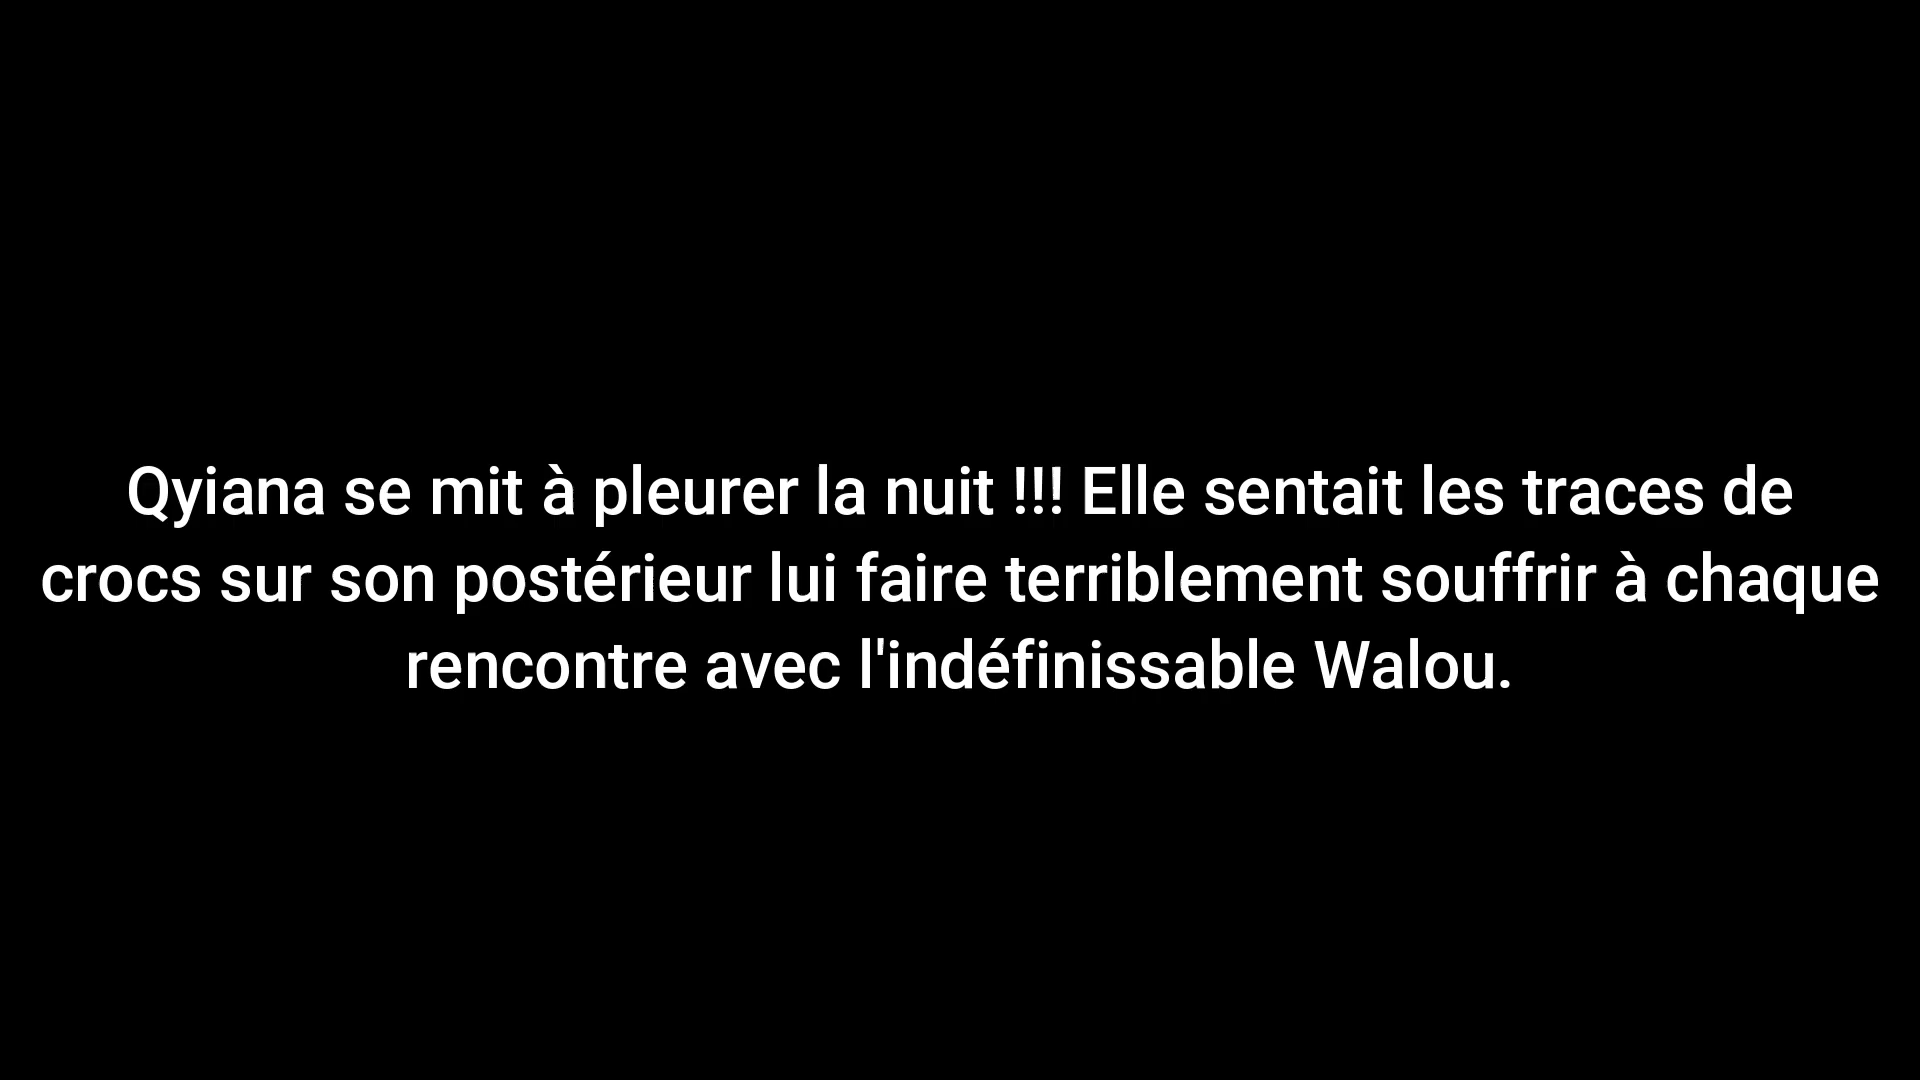 Qyiana se mit à pleurer la nuit !!! Elle sentait les traces de
crocs sur son postérieur lui faire terriblement souffrir à chaque
rencontre avec l'indéfinissable Walou.